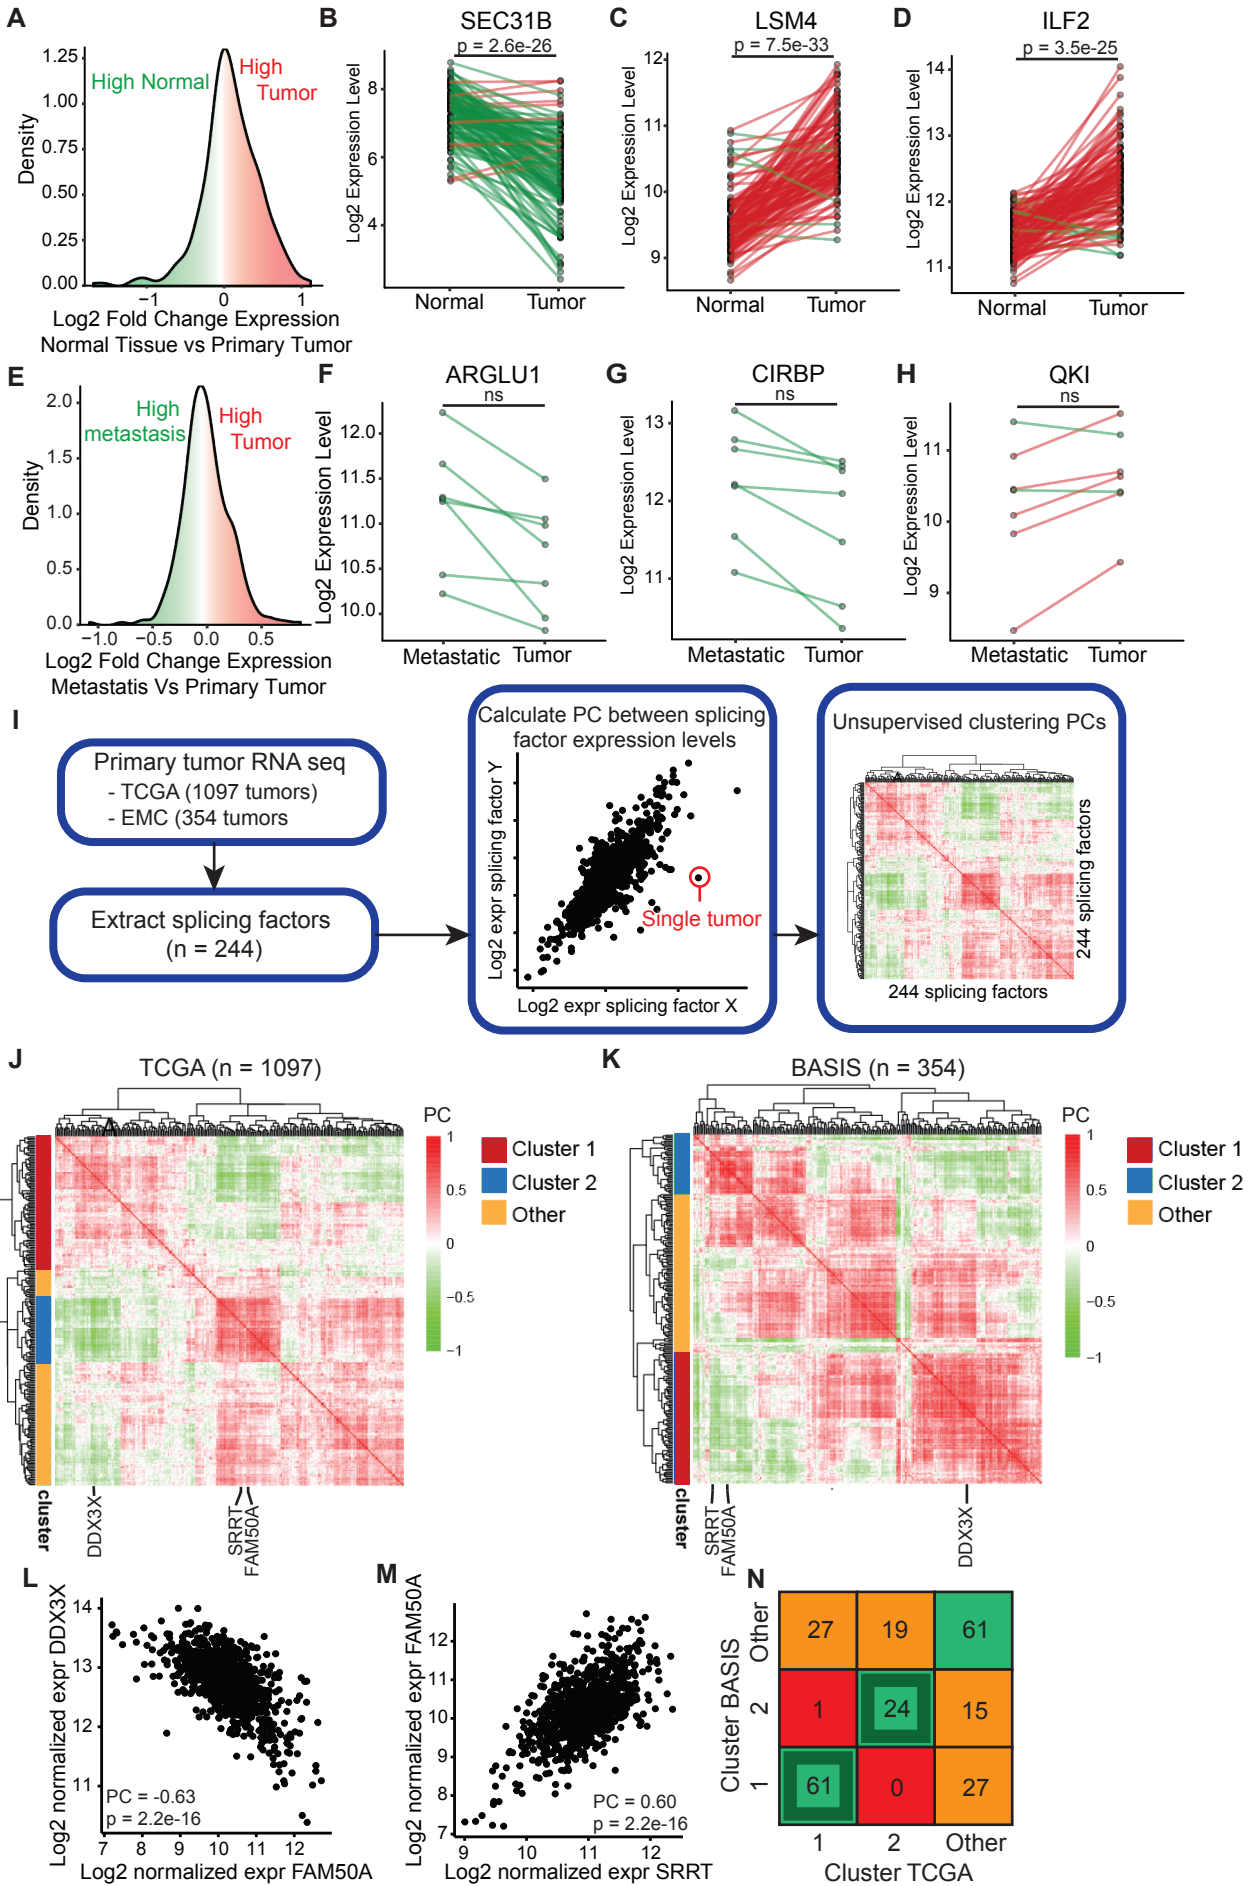 A
1.25
1.00
0.75
0.50
0.25
0.00
Density
High Normal
High
Tumor
−1
0
1
Log2 Fold Change Expression
Normal Tissue vs Primary Tumor
B
SEC31B
p = 2.6e-26
Log2 Expression Level
8
6
4
Normal
Tumor
C
LSM4
p = 7.5e-33
Log2 Expression Level
12
11
10
9
Normal
Tumor
D
ILF2
p = 3.5e-25
Log2 Expression Level
14
13
12
11
Normal
Tumor
E
2.0
1.5
1.0
0.5
0.0
Density
High
metastasis
High
Tumor
−1.0
−0.5
0.0
0.5
Log2 Fold Change Expression
Metastatis Vs Primary Tumor
F
ARGLU1
ns
Log2 Expression Level
12.0
11.5
11.0
10.5
10.0
Metastatic
Tumor
G
CIRBP
ns
Log2 Expression Level
13
12
11
Metastatic
Tumor
H
QKI
ns
Log2 Expression Level
11
10
9
Metastatic
Tumor
I
Primary tumor RNA seq
- TCGA (1097 tumors)
- EMC (354 tumors
Extract splicing factors
(n = 244)
Calculate PC between splicing
factor expression levels
Log2 expr splicing factor Y
Single tumor
Log2 expr splicing factor X
Unsupervised clustering PCs
244 splicing factors
244 splicing factors
J
TCGA (n = 1097)
PC
1
0.5
0
−0.5
−1
Cluster 1
Cluster 2
Other
cluster
DDX3X
SRRT
FAM50A
K
BASIS (n = 354)
PC
1
0.5
0
−0.5
−1
Cluster 1
Cluster 2
Other
cluster
SRRT
FAM50A
DDX3X
L
Log2 normalized expr DDX3X
14
13
12
11
PC = -0.63
p = 2.2e-16
7
8
9
10
11
12
Log2 normalized expr FAM50A
M
Log2 normalized expr FAM50A
12
11
10
9
8
7
PC = 0.60
p = 2.2e-16
9
10
11
12
Log2 normalized expr SRRT
N
Cluster BASIS
Other
2
1
27
19
61
1
24
15
61
0
27
1
2
Other
Cluster TCGA